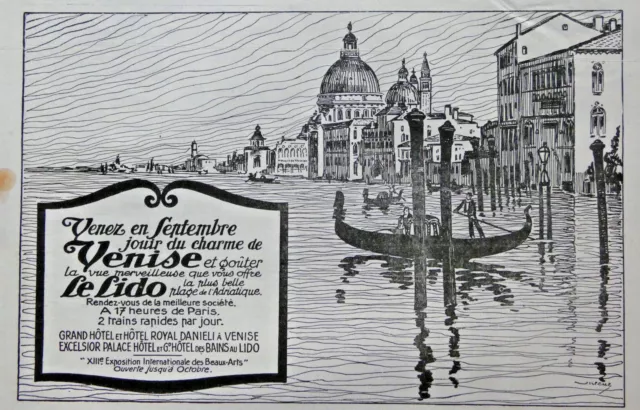 Venez en Septembre
jouir du charme de
Venise et goûter
la vue merveilleuse que vous offre
Le Lido la plus belle
plage de l'Adriatique.
Rendez-vous de la meilleure société.
A 17 heures de Paris.
2 trains rapides par jour.
GRAND HÔTEL ET HÔTEL ROYAL DANIELI À VENISE
EXCELSIOR PALACE HÔTEL ET Gᴰ HÔTEL DES BAINS AU LIDO
"XIIIᵉ Exposition Internationale des Beaux-Arts"
Ouverte jusqu'à Octobre.